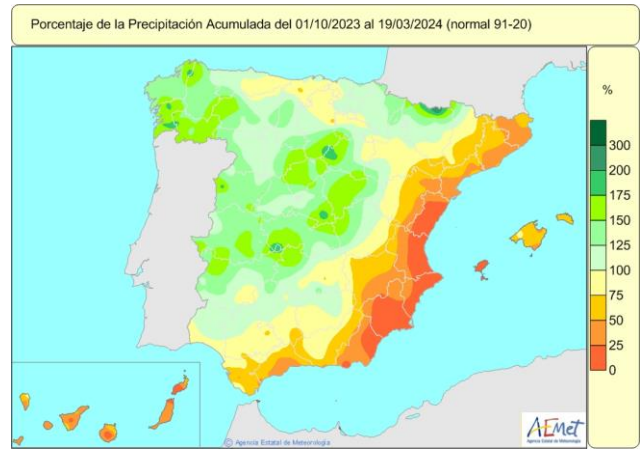 Porcentaje de la Precipitación Acumulada del 01/10/2023 al 19/03/2024 (normal 91-20)
%
300
200
175
150
125
100
75
50
25
0
© Agencia Estatal de Meteorología
AEmet
Agencia Estatal de Meteorología